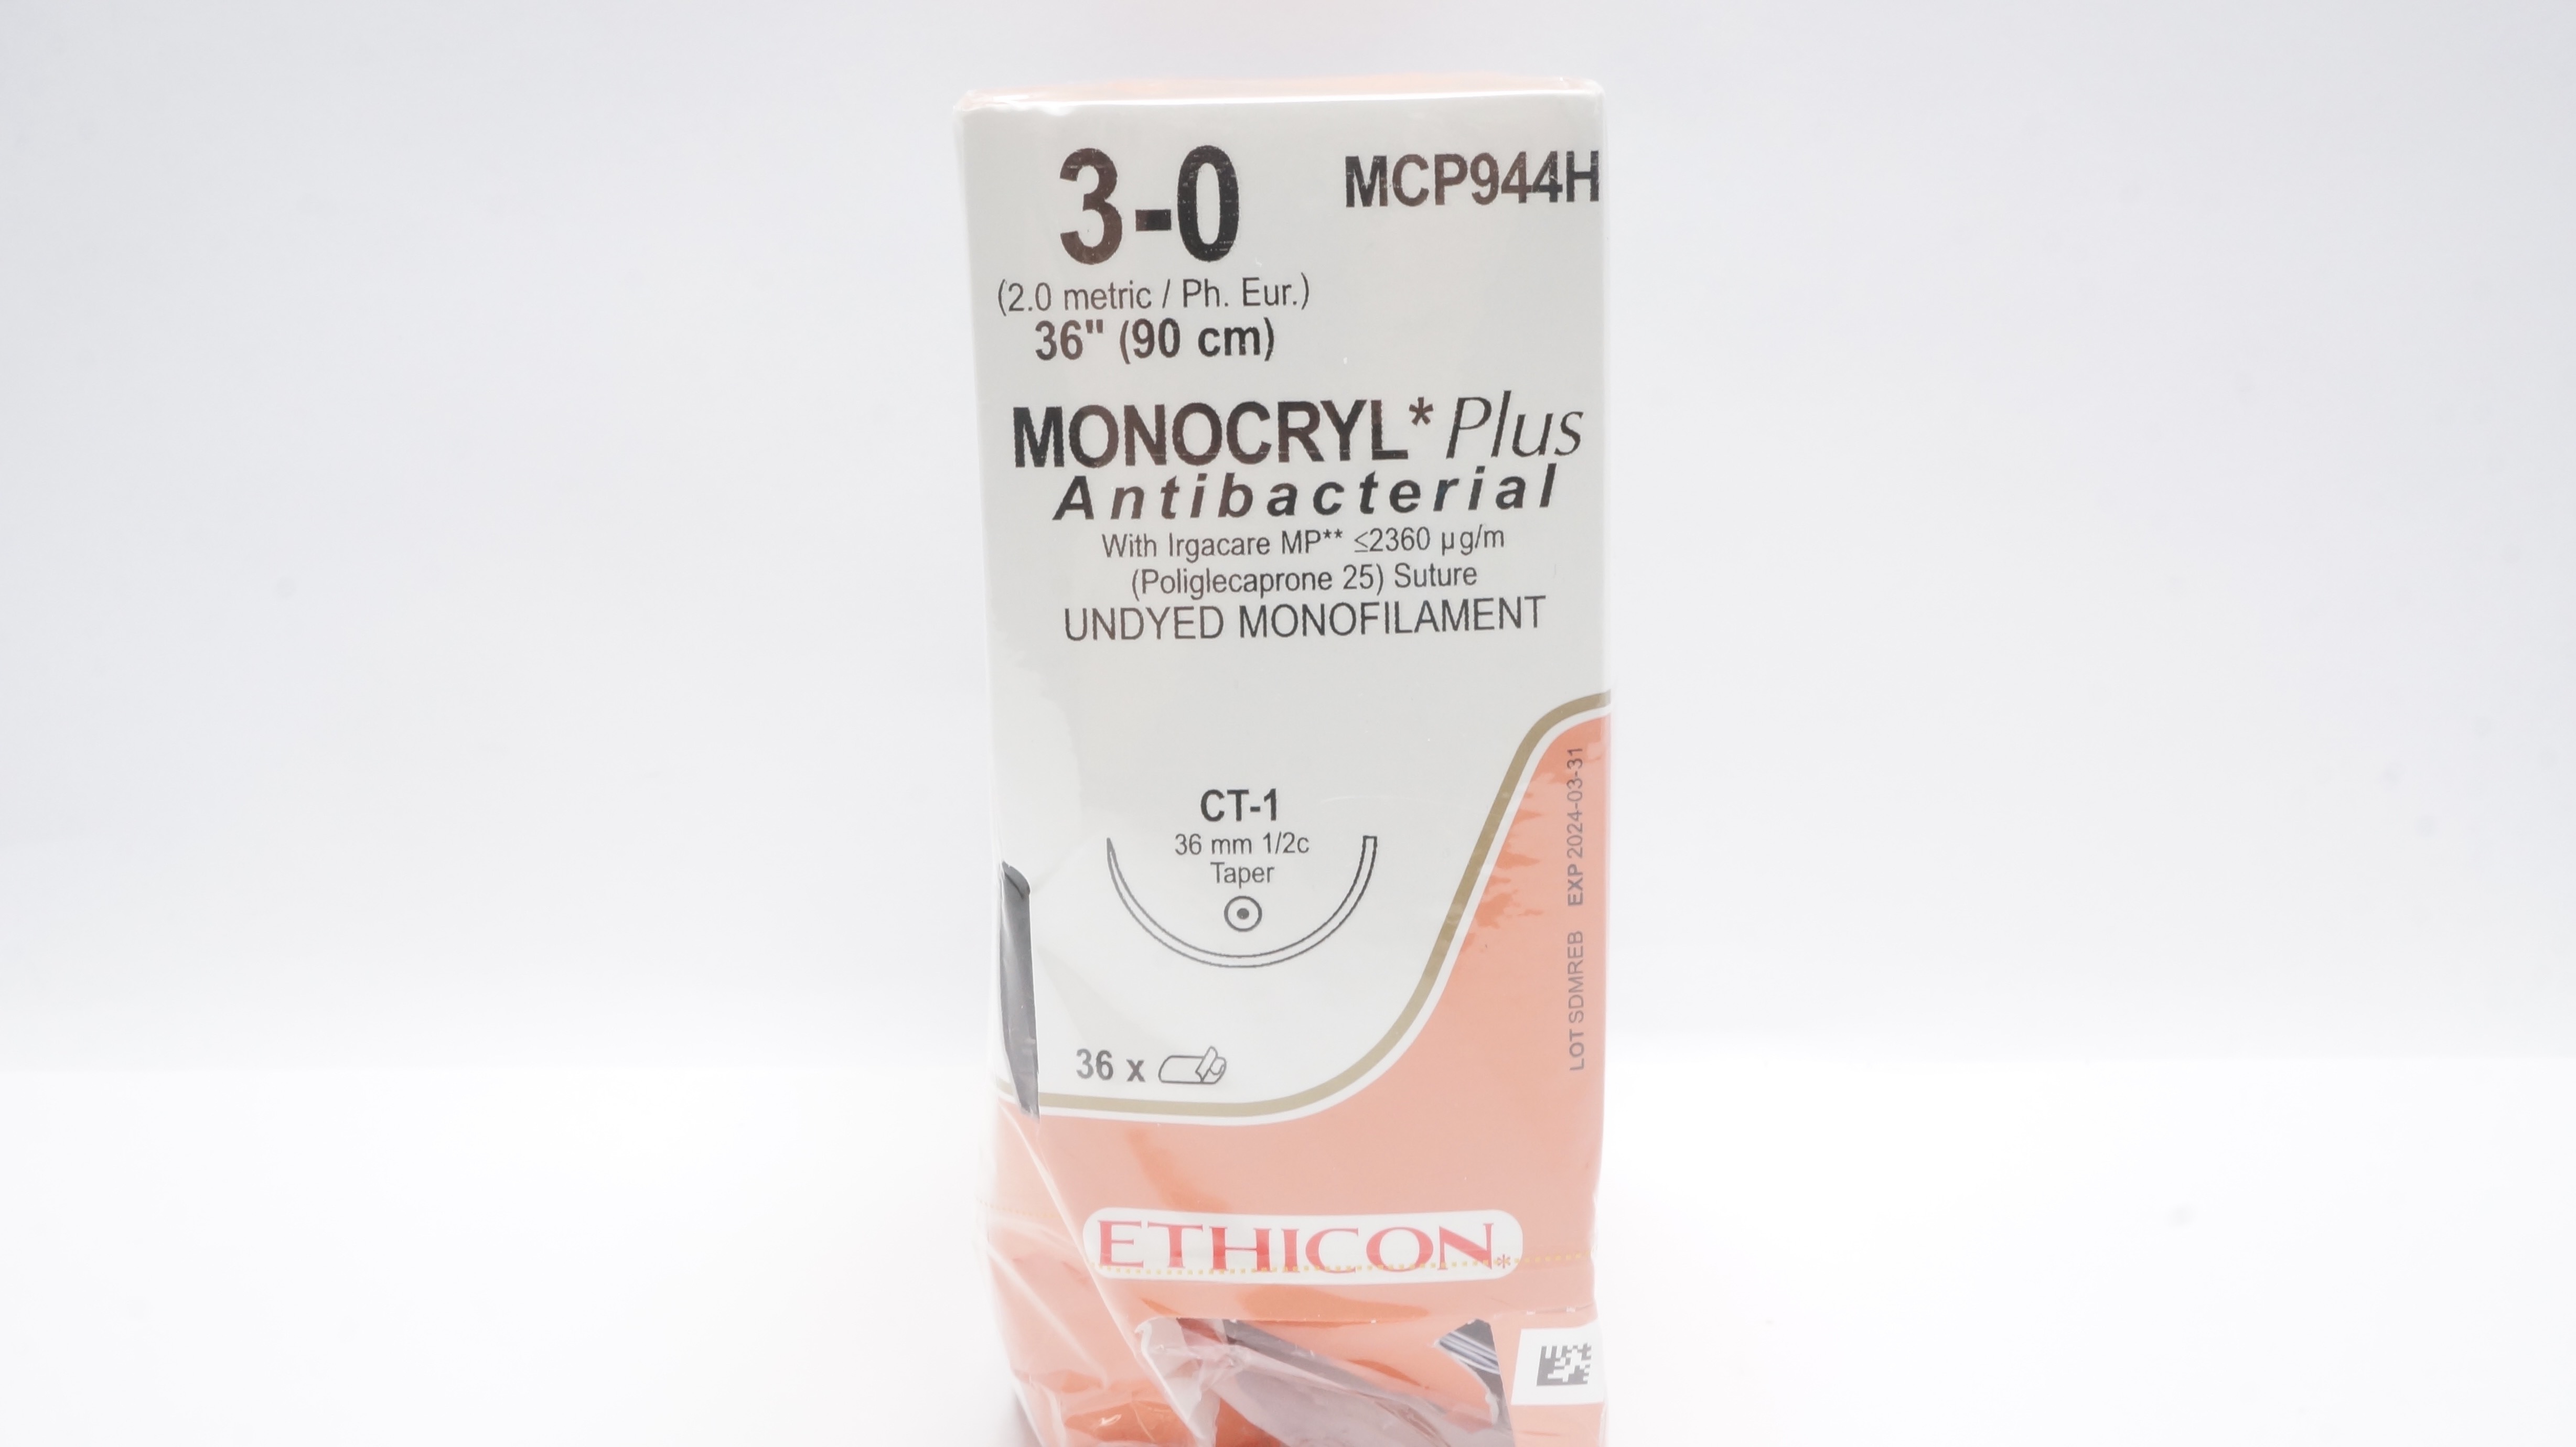 3-0
MCP944H
(2.0 metric / Ph. Eur.)
36" (90 cm)
MONOCRYL* Plus
Antibacterial
With Irgacare MP** ≤2360 µg/m
(Poliglecaprone 25) Suture
UNDYED MONOFILAMENT
CT-1
36 mm 1/2c
Taper
36 x
LOT SDMREB EXP 2024-03-31
ETHICON*